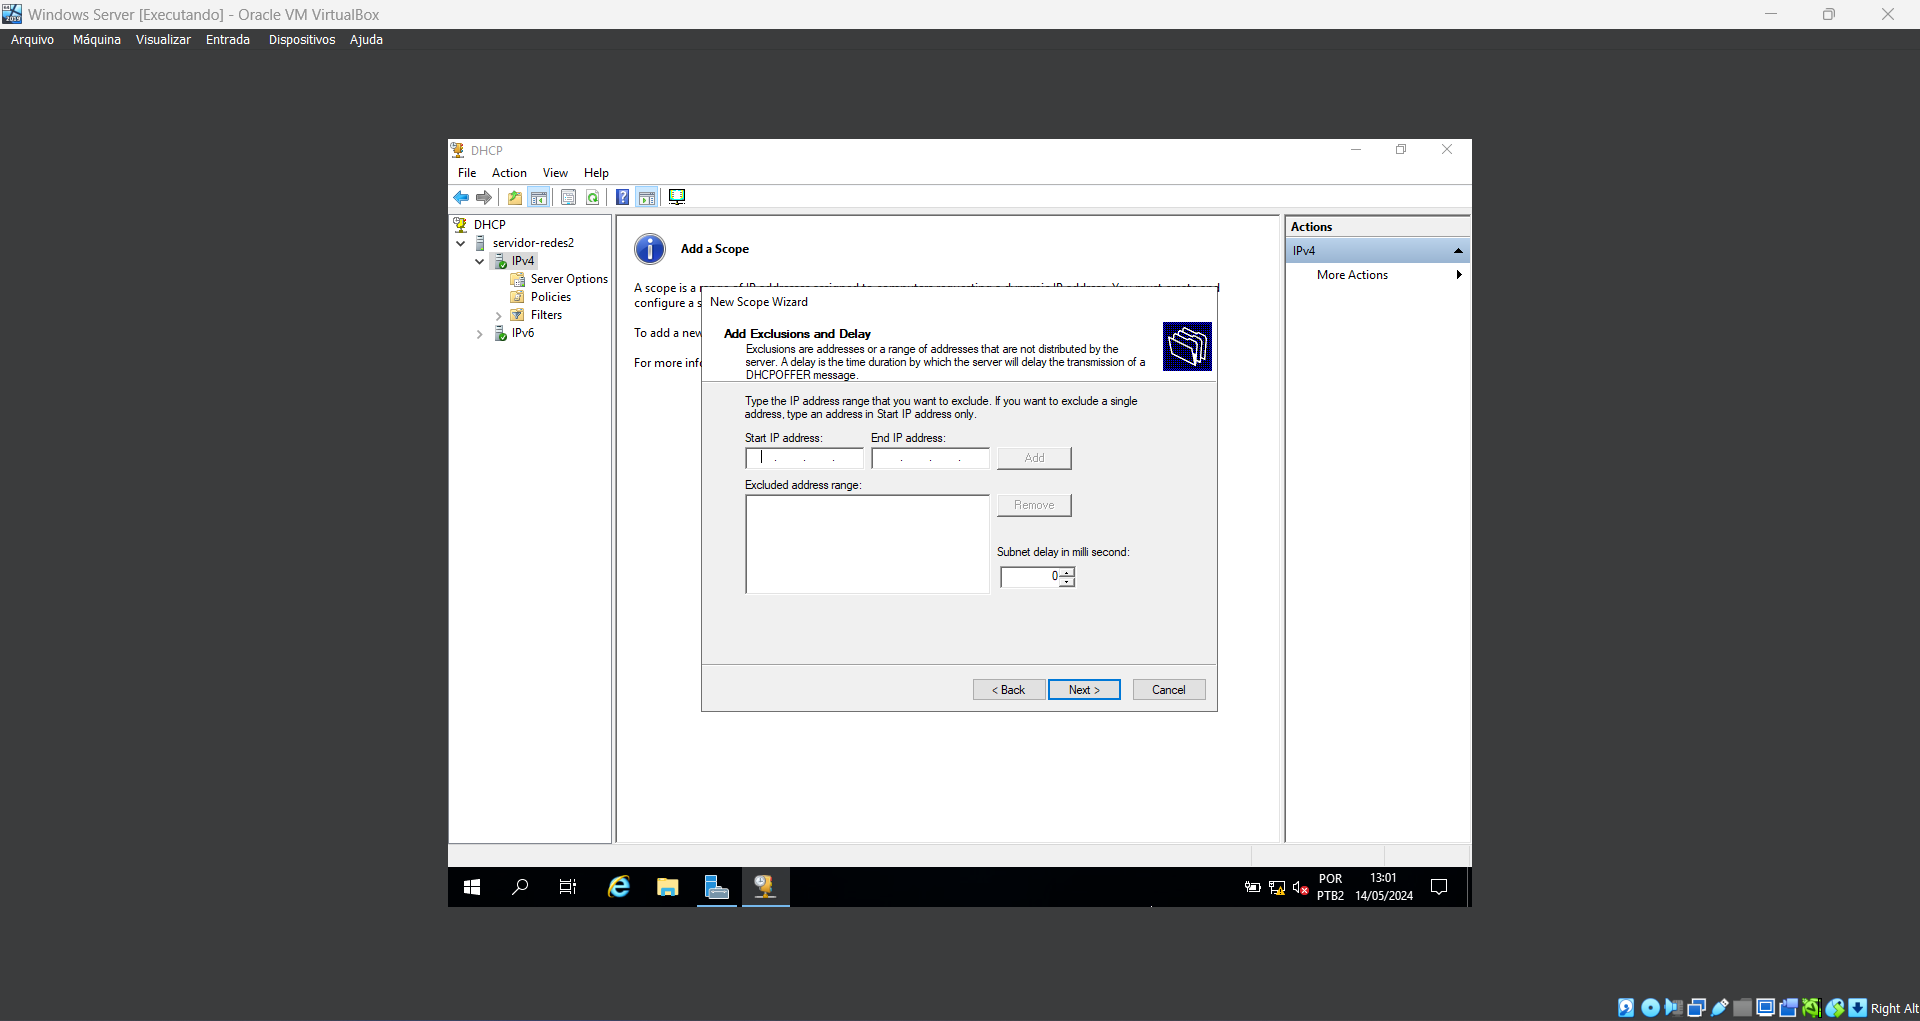 Windows Server [Executando] - Oracle VM VirtualBox
Arquivo Máquina Visualizar Entrada Dispositivos Ajuda
DHCP
File Action View Help
DHCP
servidor-redes2
IPv4
Server Options
Policies
Filters
IPv6
Add a Scope
A scope is a
configure a s
To add a new
For more info
New Scope Wizard
Add Exclusions and Delay
Exclusions are addresses or a range of addresses that are not distributed by the
server. A delay is the time duration by which the server will delay the transmission of a
DHCPOFFER message.
Type the IP address range that you want to exclude. If you want to exclude a single
address, type an address in Start IP address only.
Start IP address: End IP address:
. . . . . . Add
Excluded address range:
Remove
Subnet delay in milli second:
0
< Back Next > Cancel
Actions
IPv4
More Actions
POR 13:01
PTB2 14/05/2024
Right Alt